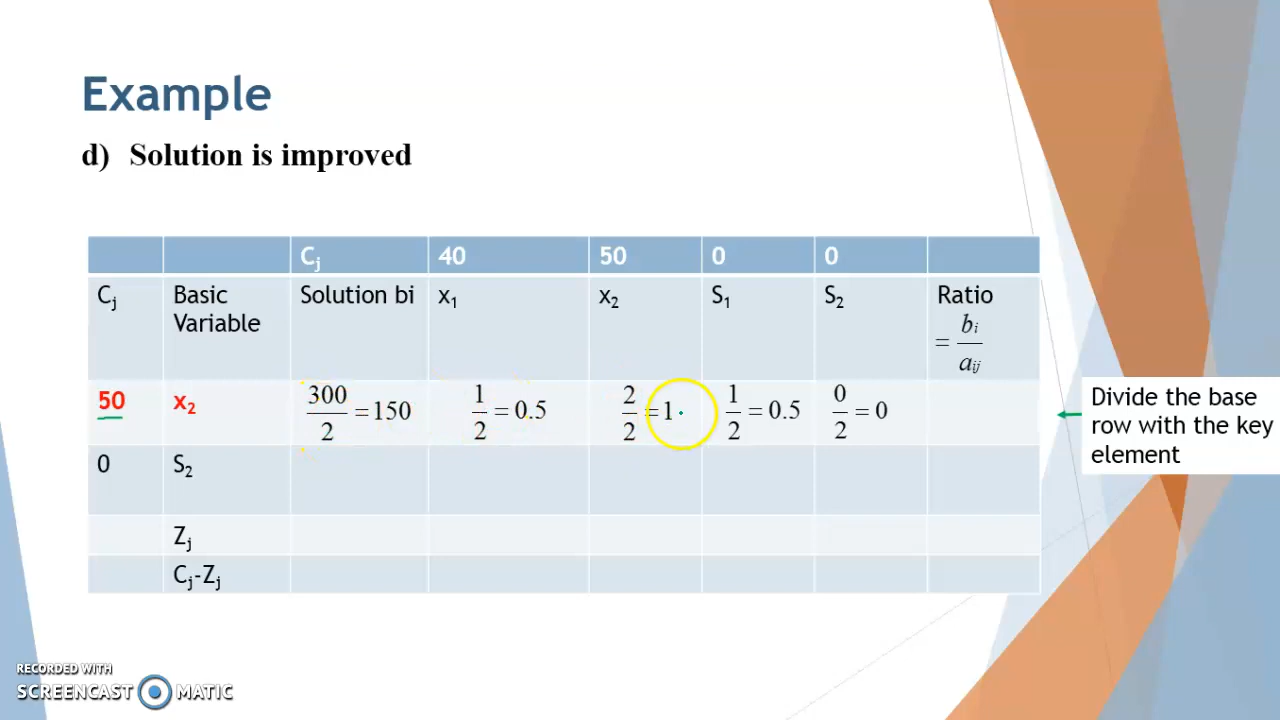 Example
d) Solution is improved
Cj 40 50 0 0
Cj Basic Variable Solution bi x1 x2 S1 S2 Ratio = bi/aij
50 x2 300/2 = 150 1/2 = 0.5 2/2 = 1 1/2 = 0.5 0/2 = 0
0 S2
Zj
Cj-Zj
Divide the base
row with the key
element
RECORDED WITH
SCREENCAST MATIC